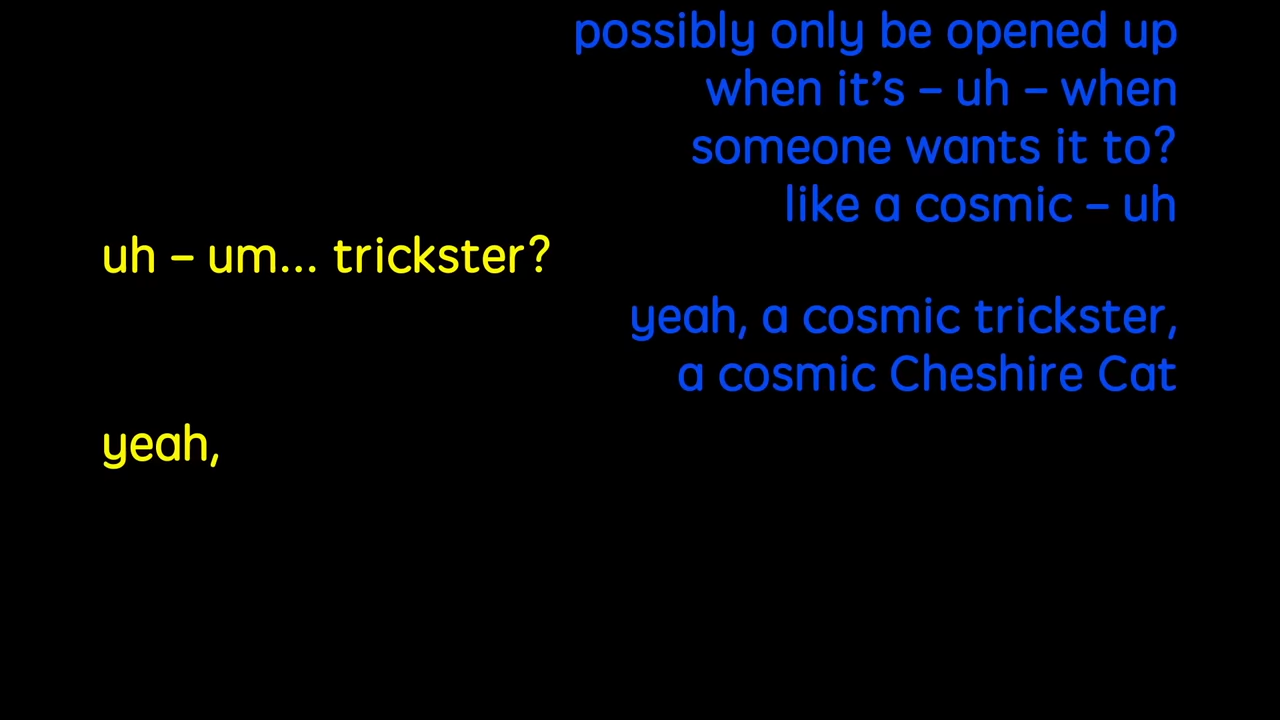 possibly only be opened up
when it’s – uh – when
someone wants it to?
like a cosmic – uh
uh – um... trickster?
yeah, a cosmic trickster,
a cosmic Cheshire Cat
yeah,